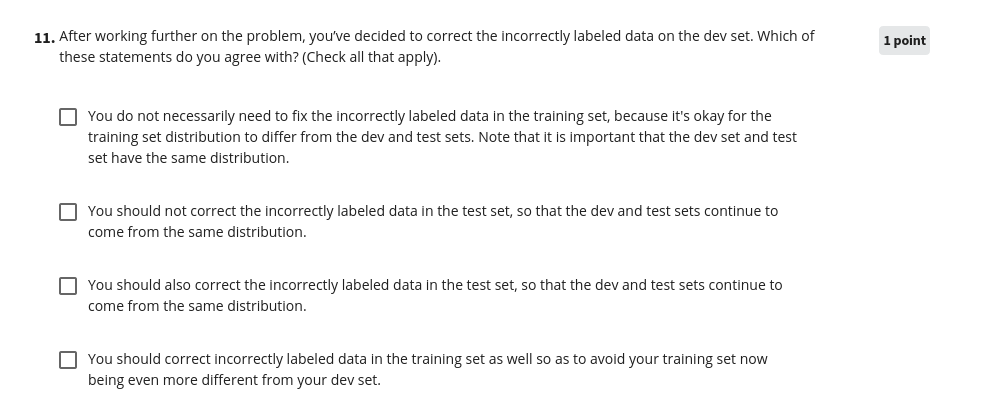 11. After working further on the problem, you’ve decided to correct the incorrectly labeled data on the dev set. Which of
1 point
these statements do you agree with? (Check all that apply).
You do not necessarily need to fix the incorrectly labeled data in the training set, because it's okay for the
training set distribution to differ from the dev and test sets. Note that it is important that the dev set and test
set have the same distribution.
You should not correct the incorrectly labeled data in the test set, so that the dev and test sets continue to
come from the same distribution.
You should also correct the incorrectly labeled data in the test set, so that the dev and test sets continue to
come from the same distribution.
You should correct incorrectly labeled data in the training set as well so as to avoid your training set now
being even more different from your dev set.